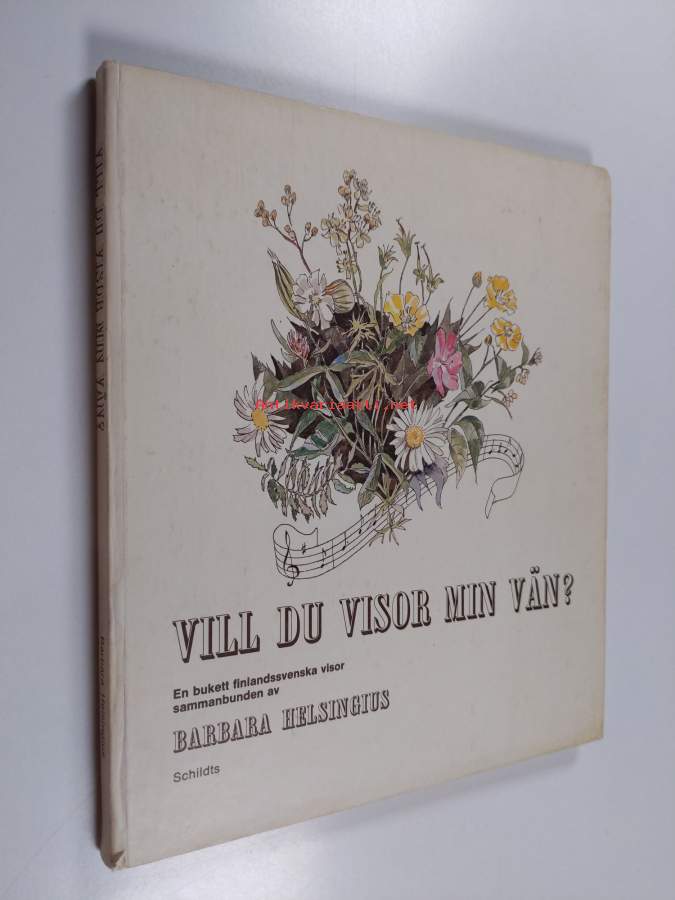 VILL DU VISOR MIN VÄN?
Barbara Helsingius
Antikvariaatti.net
VILL DU VISOR MIN VÄN?
En bukett finlandssvenska visor
sammanbunden av
BARBARA HELSINGIUS
Schildts